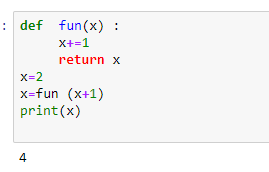 : def fun(x) :
x+=1
return x
x=2
x=fun (x+1)
print(x)
4